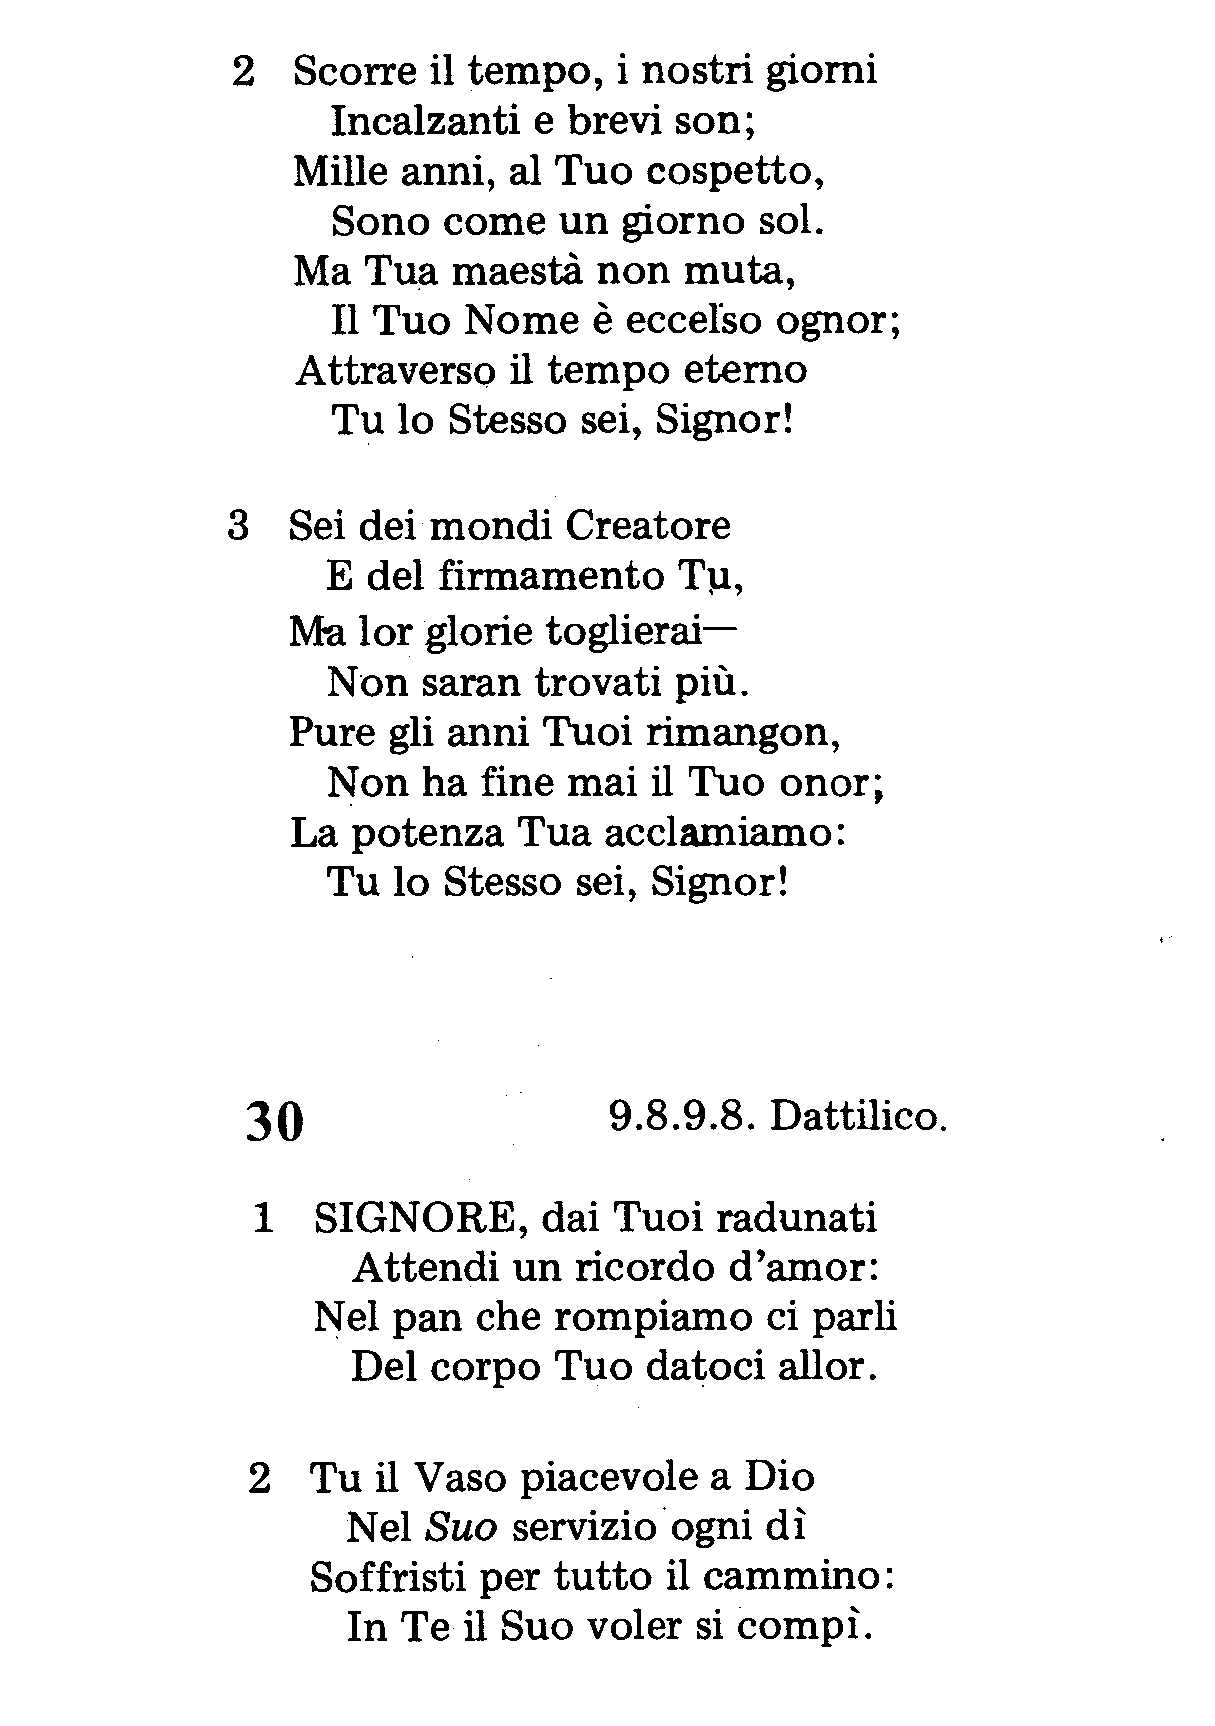 2 Scorre il tempo, i nostri giorni
Incalzanti e brevi son;
Mille anni, al Tuo cospetto,
Sono come un giorno sol.
Ma Tua maestà non muta,
Il Tuo Nome è eccelso ognor;
Attraverso il tempo eterno
Tu lo Stesso sei, Signor!
3 Sei dei mondi Creatore
E del firmamento Tu,
Ma lor glorie toglierai—
Non saran trovati più.
Pure gli anni Tuoi rimangon,
Non ha fine mai il Tuo onor;
La potenza Tua acclamiamo:
Tu lo Stesso sei, Signor!
30 9.8.9.8. Dattilico.
1 SIGNORE, dai Tuoi radunati
Attendi un ricordo d’amor:
Nel pan che rompiamo ci parli
Del corpo Tuo datoci allor.
2 Tu il Vaso piacevole a Dio
Nel Suo servizio ogni dì
Soffristi per tutto il cammino:
In Te il Suo voler si compì.